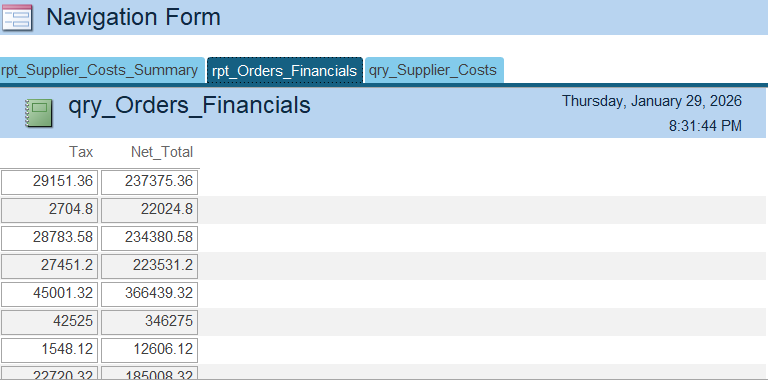 Navigation Form
rpt_Supplier_Costs_Summary rpt_Orders_Financials qry_Supplier_Costs
qry_Orders_Financials
Thursday, January 29, 2026
8:31:44 PM
Tax Net_Total
29151.36 237375.36
2704.8 22024.8
28783.58 234380.58
27451.2 223531.2
45001.32 366439.32
42525 346275
1548.12 12606.12
22720.32 185008.32